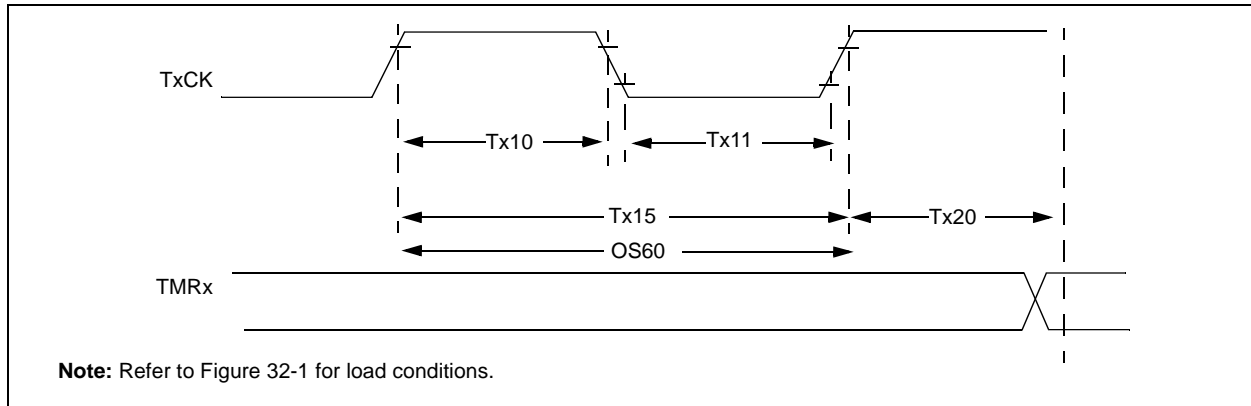 TxCK
Tx10
Tx11
Tx15
Tx20
OS60
TMRx
Note: Refer to Figure 32-1 for load conditions.